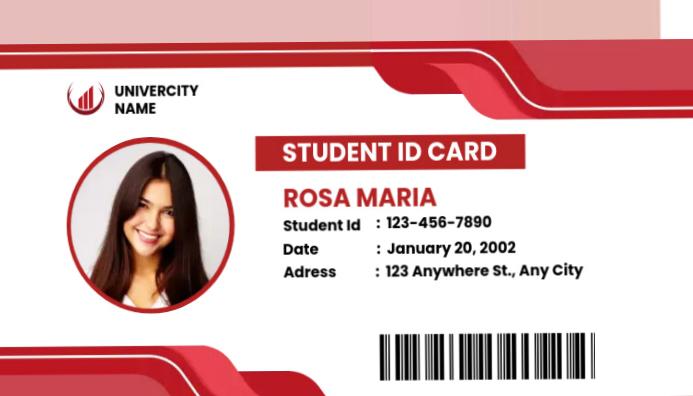 UNIVERCITY
NAME
STUDENT ID CARD
ROSA MARIA
Student Id : 123-456-7890
Date : January 20, 2002
Adress : 123 Anywhere St., Any City